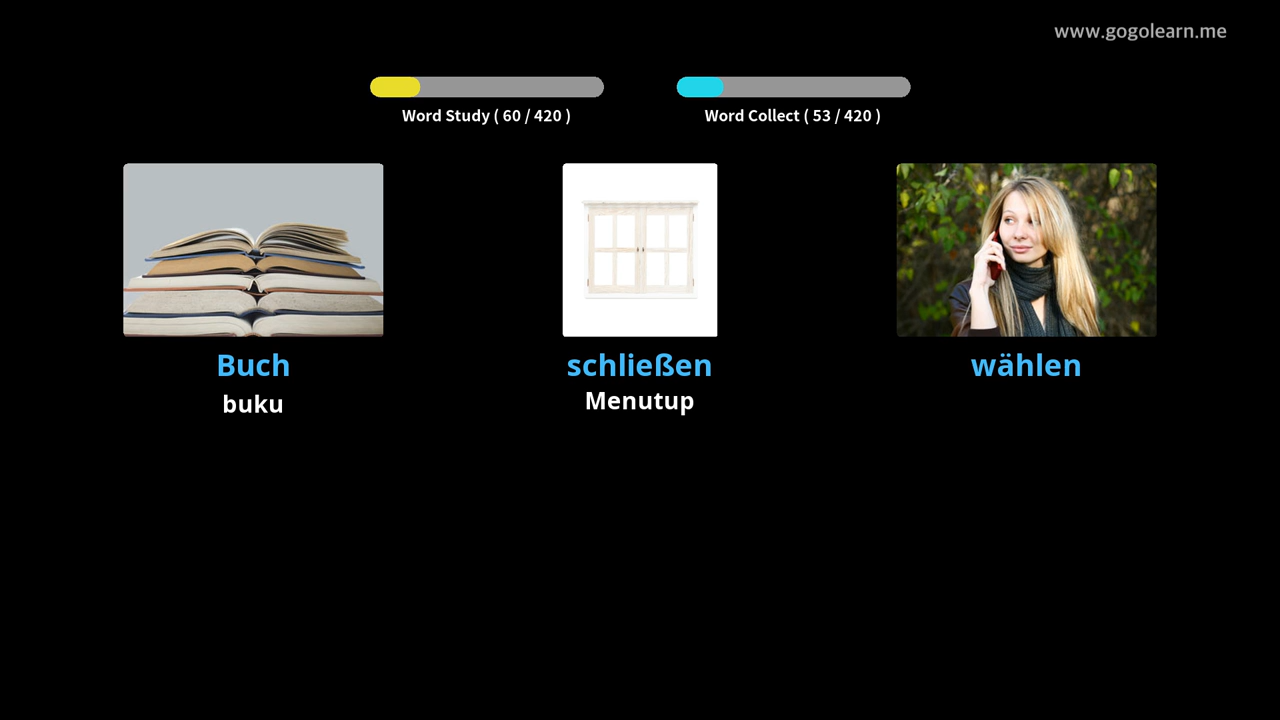 www.gogolearn.me
Word Study ( 60 / 420 )
Word Collect ( 53 / 420 )
Buch
buku
schließen
Menutup
wählen